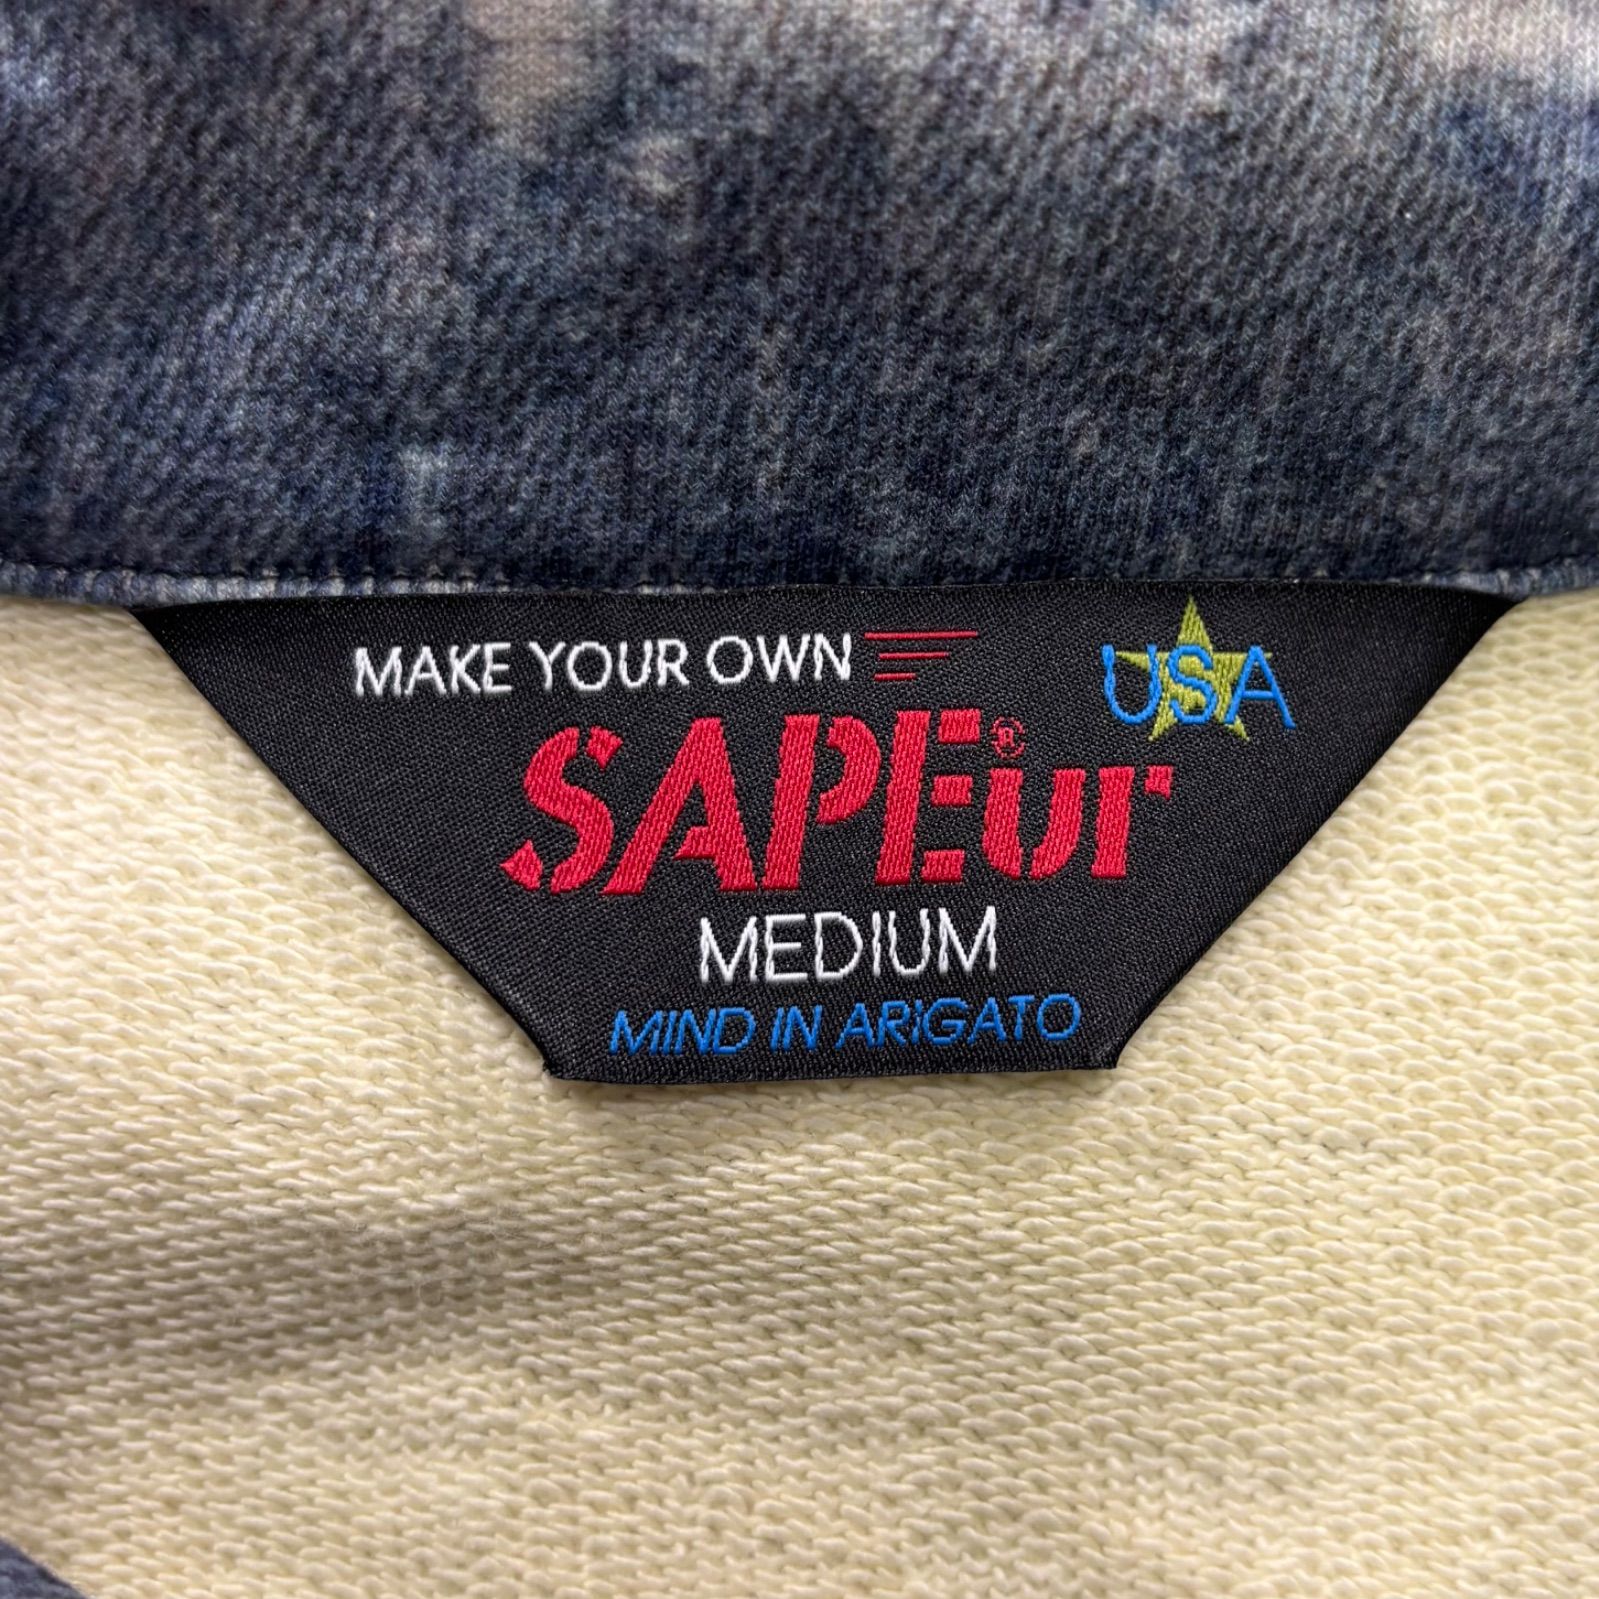 MAKE YOUR OWN
USA
SAPEur®
MEDIUM
MIND IN ARIGATO